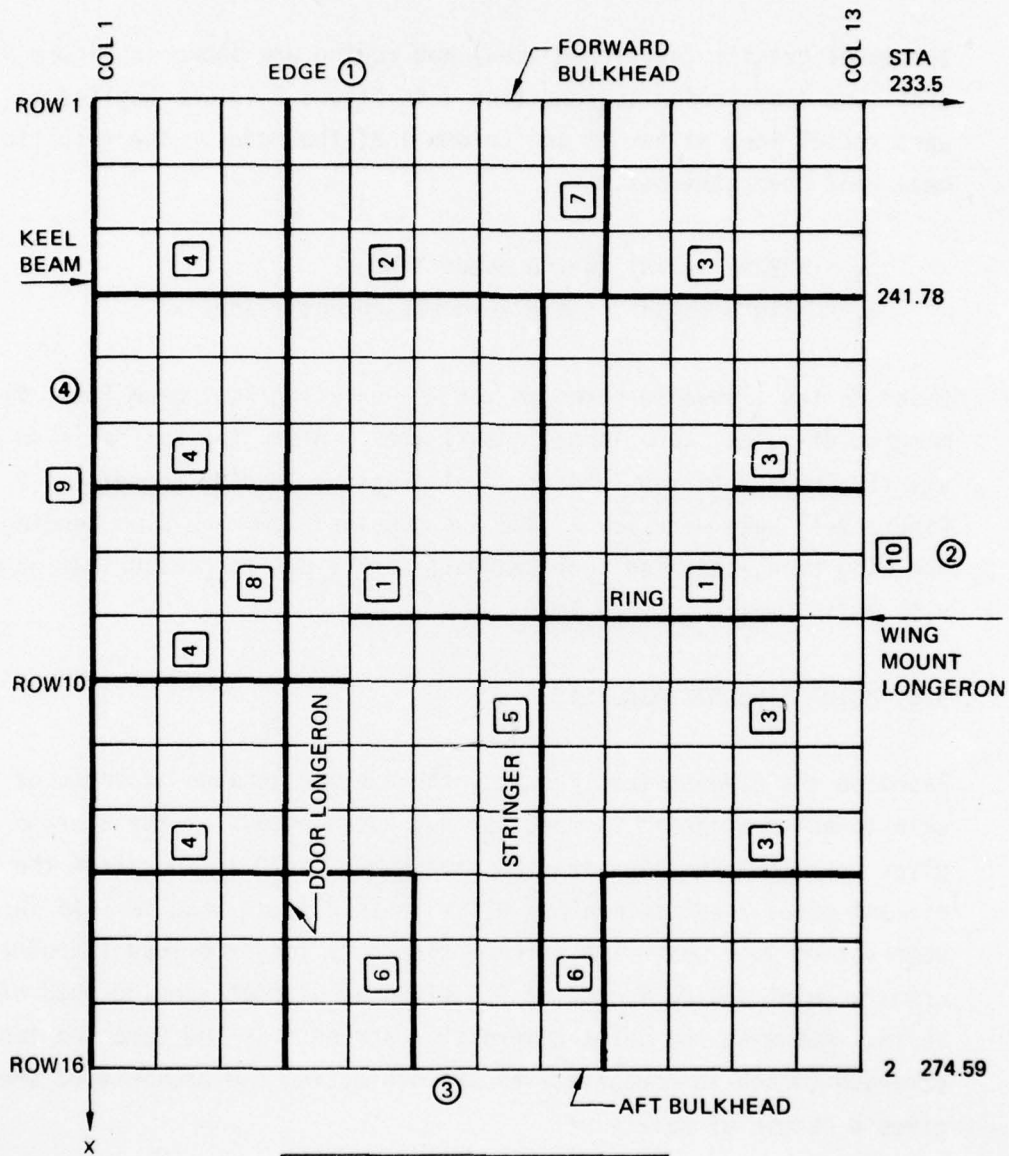 COL 1
COL 13
STA
233.5
EDGE ①
FORWARD
BULKHEAD
ROW 1
7
KEEL
BEAM
4
2
3
241.78
④
4
3
9
8
1
1
10
②
RING
WING
MOUNT
LONGERON
4
ROW10
5
3
STRINGER
DOOR LONGERON
4
3
6
6
ROW16
2 274.59
③
AFT BULKHEAD
x